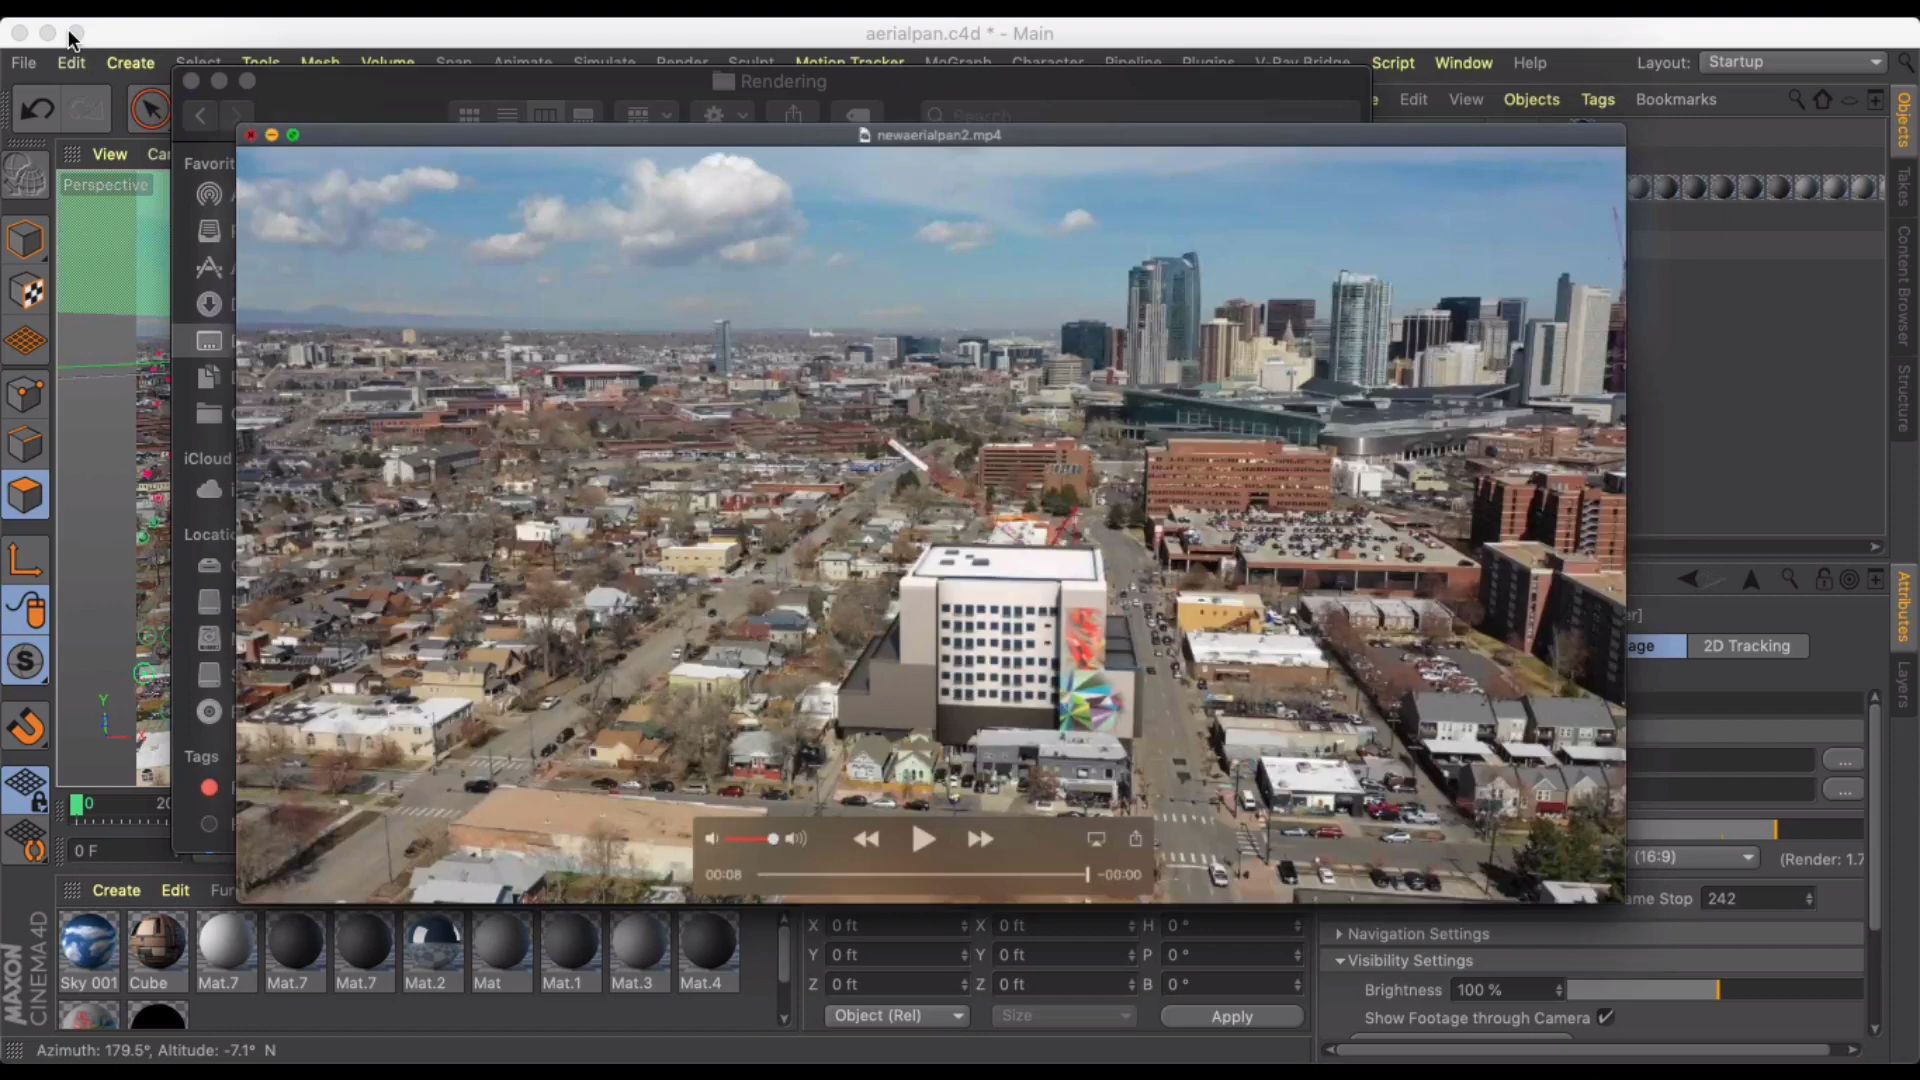 aerialpan.c4d * - Main
File Edit Create Select Tools Mesh Volume Snap Animate Simulate Render Sculpt Motion Tracker MoGraph Character Pipeline Plugins V-Ray Bridge Script Window Help Layout: Startup
Rendering
Edit View Objects Tags Bookmarks
Search
newaerialpan2.mp4
View
Perspective
Favorit
iCloud
Locatio
Tags
Objects
Takes
Content Browser
Structure
Attributes
Layers
2D Tracking
0
0 F
00:08
-00:00
(16:9)
(Render: 1.7
ame Stop 242
Create Edit
Sky 001 Cube Mat.7 Mat.7 Mat.7 Mat.2 Mat Mat.1 Mat.3 Mat.4
X 0 ft X 0 ft H 0 °
Y 0 ft Y 0 ft P 0 °
Z 0 ft Z 0 ft B 0 °
Object (Rel) Size Apply
Navigation Settings
Visibility Settings
Brightness 100 %
Show Footage through Camera
MAXON
CINEMA4D
Azimuth: 179.5°, Altitude: -7.1° N